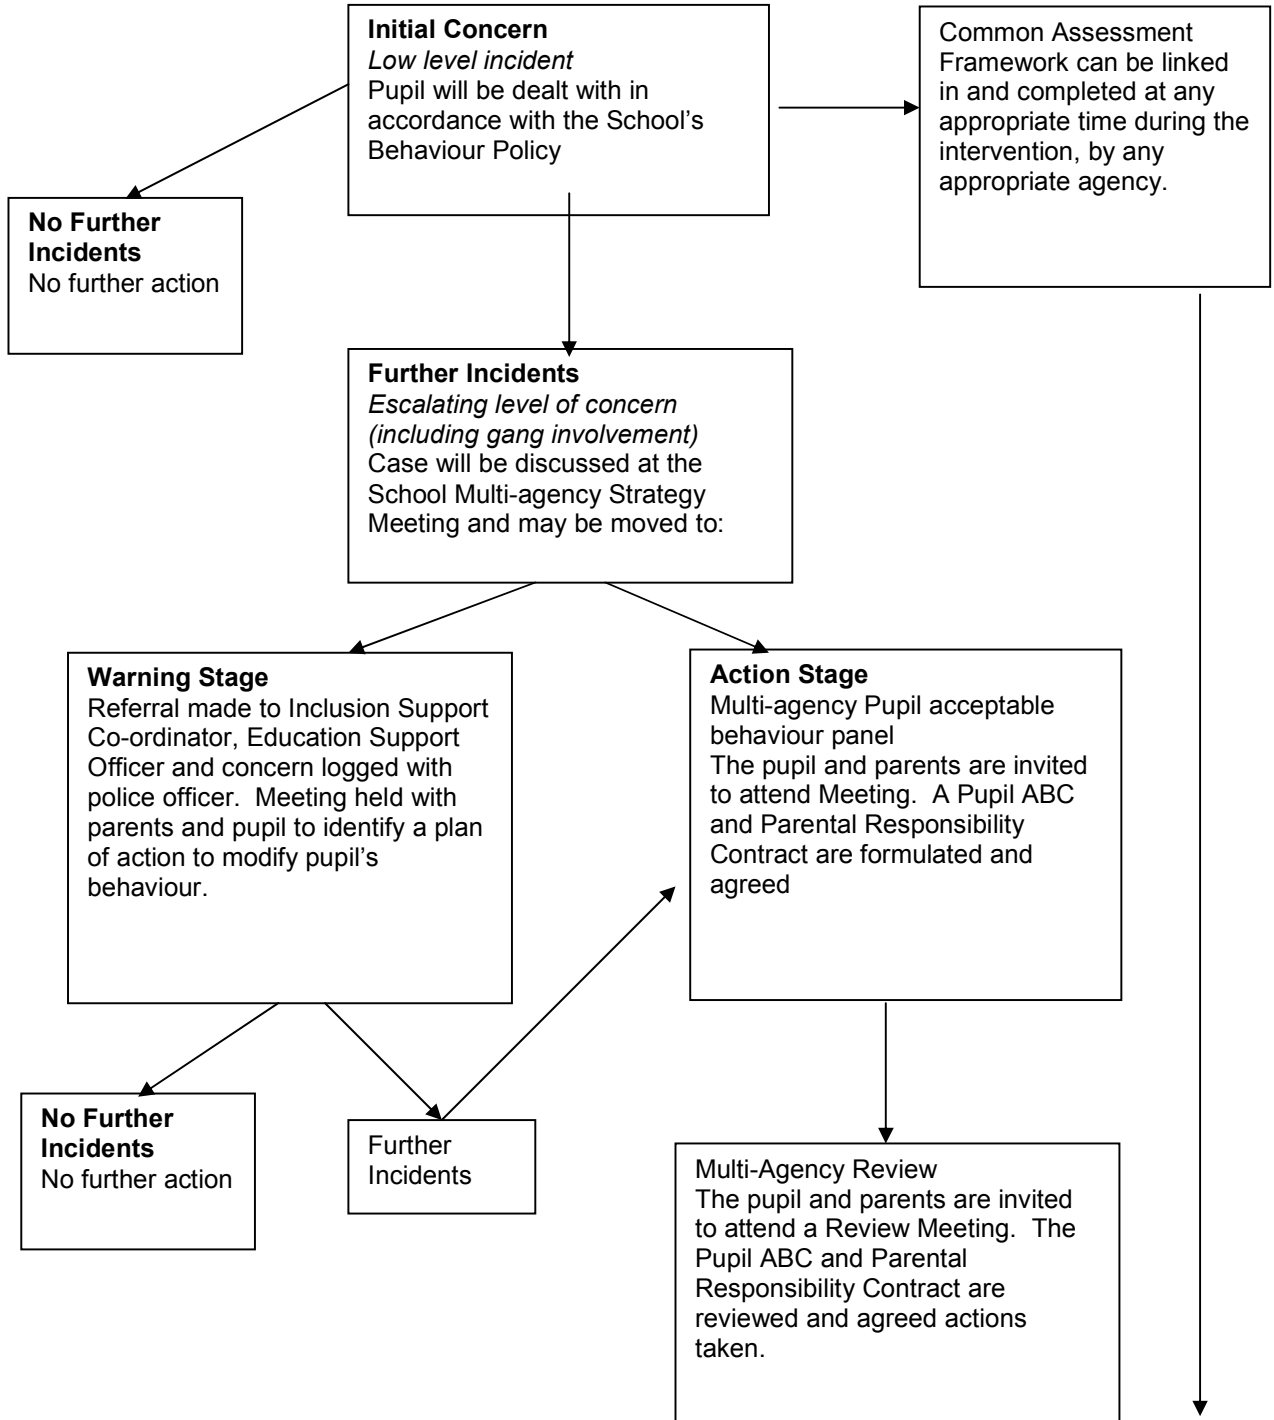 Initial Concern
Low level incident
Pupil will be dealt with in
accordance with the School’s
Behaviour Policy
Common Assessment
Framework can be linked
in and completed at any
appropriate time during the
intervention, by any
appropriate agency.
No Further
Incidents
No further action
Further Incidents
Escalating level of concern
(including gang involvement)
Case will be discussed at the
School Multi-agency Strategy
Meeting and may be moved to:
Warning Stage
Referral made to Inclusion Support
Co-ordinator, Education Support
Officer and concern logged with
police officer.  Meeting held with
parents and pupil to identify a plan
of action to modify pupil’s
behaviour.
Action Stage
Multi-agency Pupil acceptable
behaviour panel
The pupil and parents are invited
to attend Meeting.  A Pupil ABC
and Parental Responsibility
Contract are formulated and
agreed
No Further
Incidents
No further action
Further
Incidents
Multi-Agency Review
The pupil and parents are invited
to attend a Review Meeting.  The
Pupil ABC and Parental
Responsibility Contract are
reviewed and agreed actions
taken.